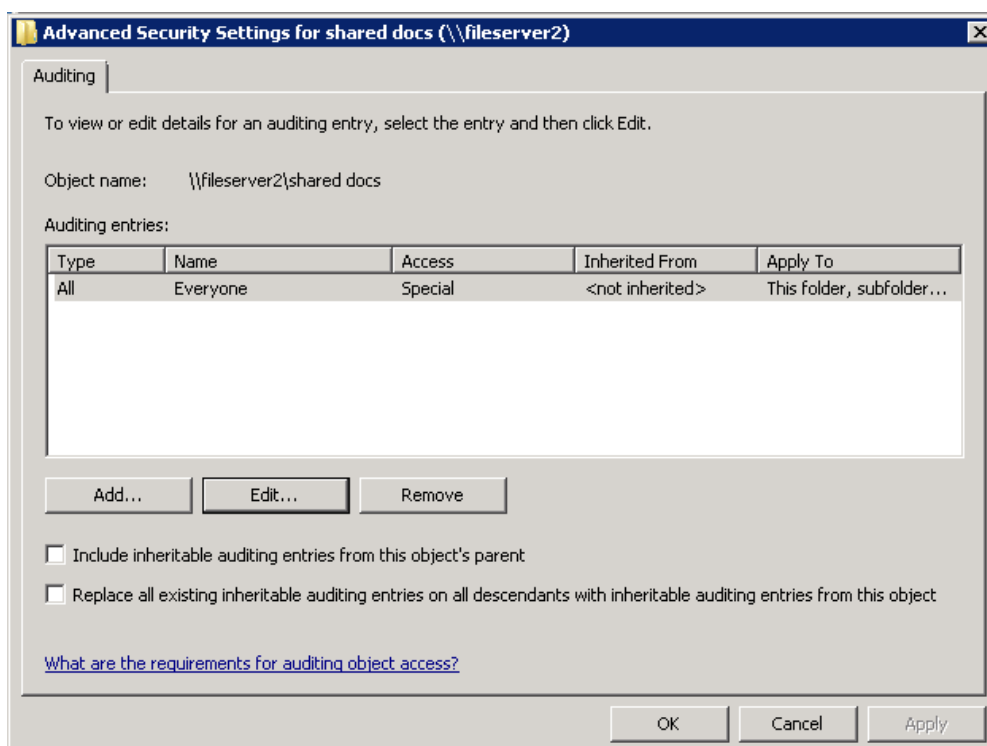 Advanced Security Settings for shared docs (\\fileserver2)
Auditing
To view or edit details for an auditing entry, select the entry and then click Edit.
Object name: \\fileserver2\shared docs
Auditing entries:
Type Name Access Inherited From Apply To
All Everyone Special <not inherited> This folder, subfolder...
Add... Edit... Remove
Include inheritable auditing entries from this object's parent
Replace all existing inheritable auditing entries on all descendants with inheritable auditing entries from this object
What are the requirements for auditing object access?
OK Cancel Apply